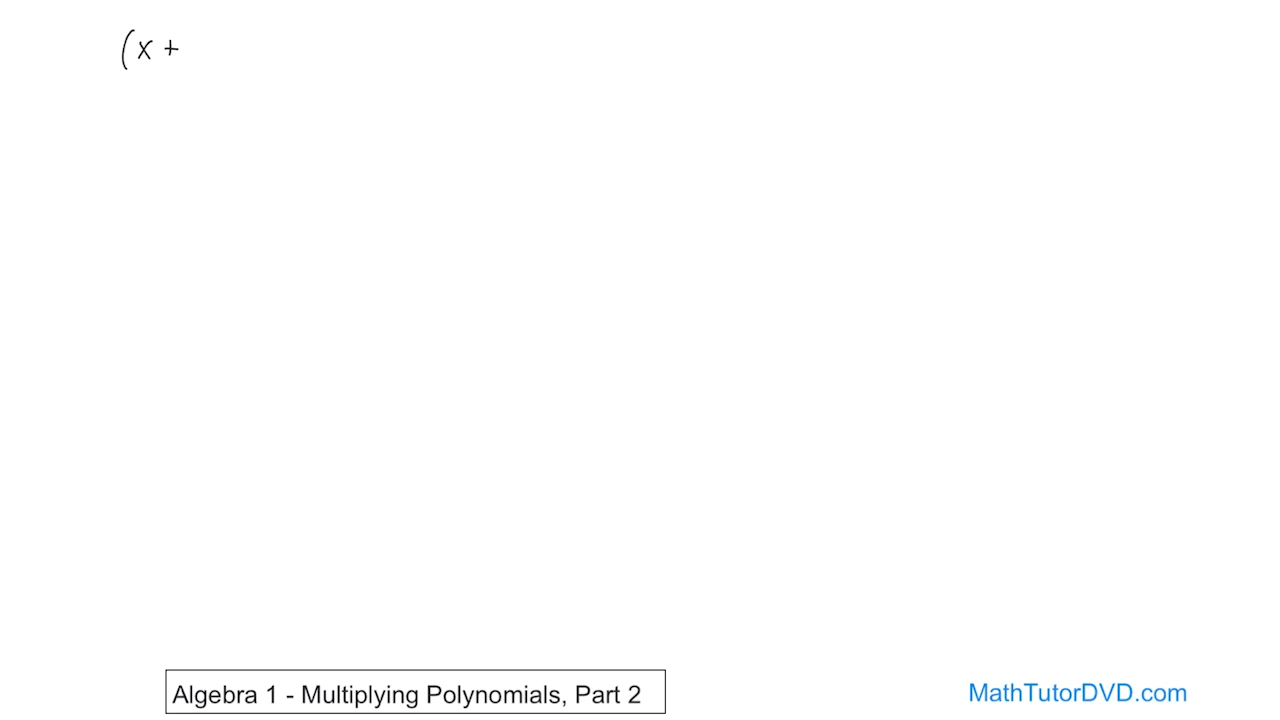 (x +
Algebra 1 - Multiplying Polynomials, Part 2
MathTutorDVD.com